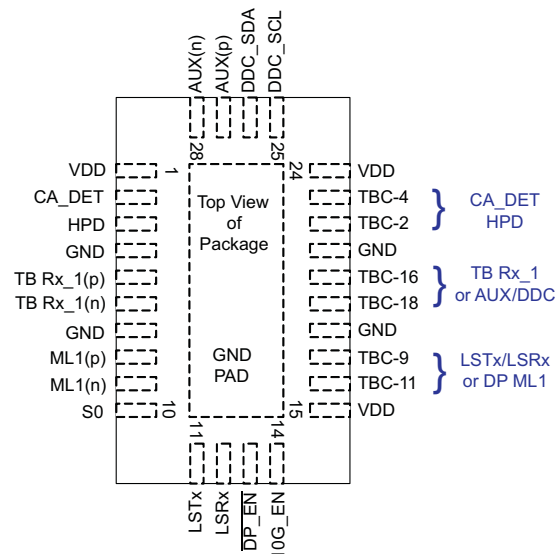 AUX(n)
AUX(p)
DDC_SDA
DDC_SCL
28
25
VDD
1
24
VDD
CA_DET
TBC-4
CA_DET
HPD
TBC-2
HPD
GND
GND
TB Rx_1(p)
TBC-16
TB Rx_1
TB Rx_1(n)
TBC-18
or AUX/DDC
GND
GND
ML1(p)
TBC-9
LSTx/LSRx
ML1(n)
TBC-11
or DP ML1
S0
10
15
VDD
Top View
of
Package
GND
PAD
11
14
LSTx
LSRx
DP_EN
10G_EN